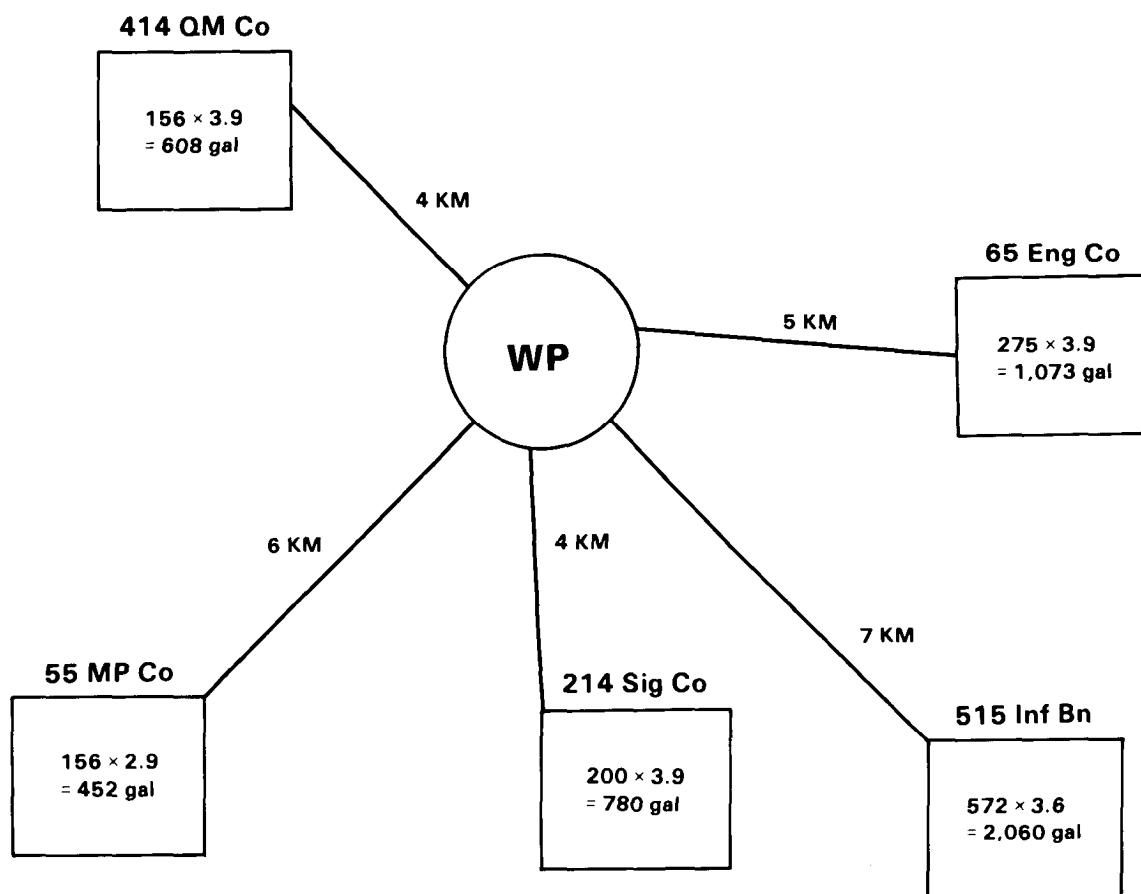 414 QM Co
156 × 3.9
= 608 gal
4 KM
65 Eng Co
5 KM
275 × 3.9
= 1,073 gal
WP
6 KM
4 KM
7 KM
55 MP Co
156 × 2.9
= 452 gal
214 Sig Co
200 × 3.9
= 780 gal
515 Inf Bn
572 × 3.6
= 2,060 gal